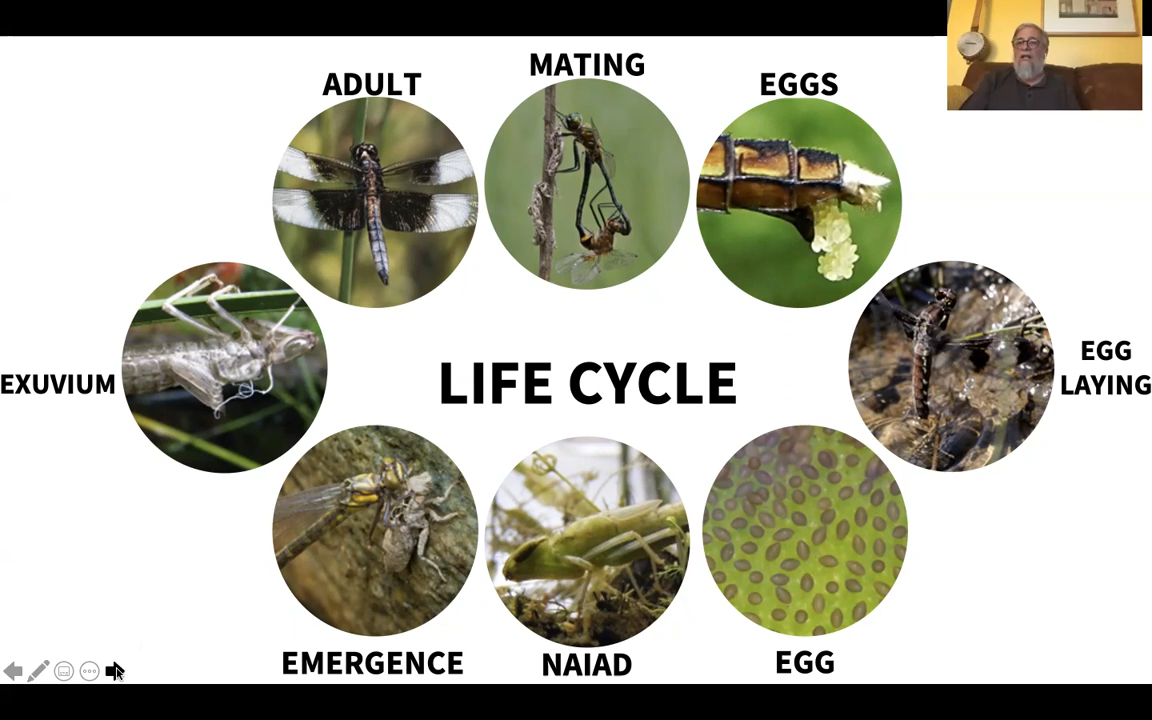 MATING
ADULT
EGGS
EGG
LAYING
LIFE CYCLE
EXUVIUM
EMERGENCE
NAIAD
EGG